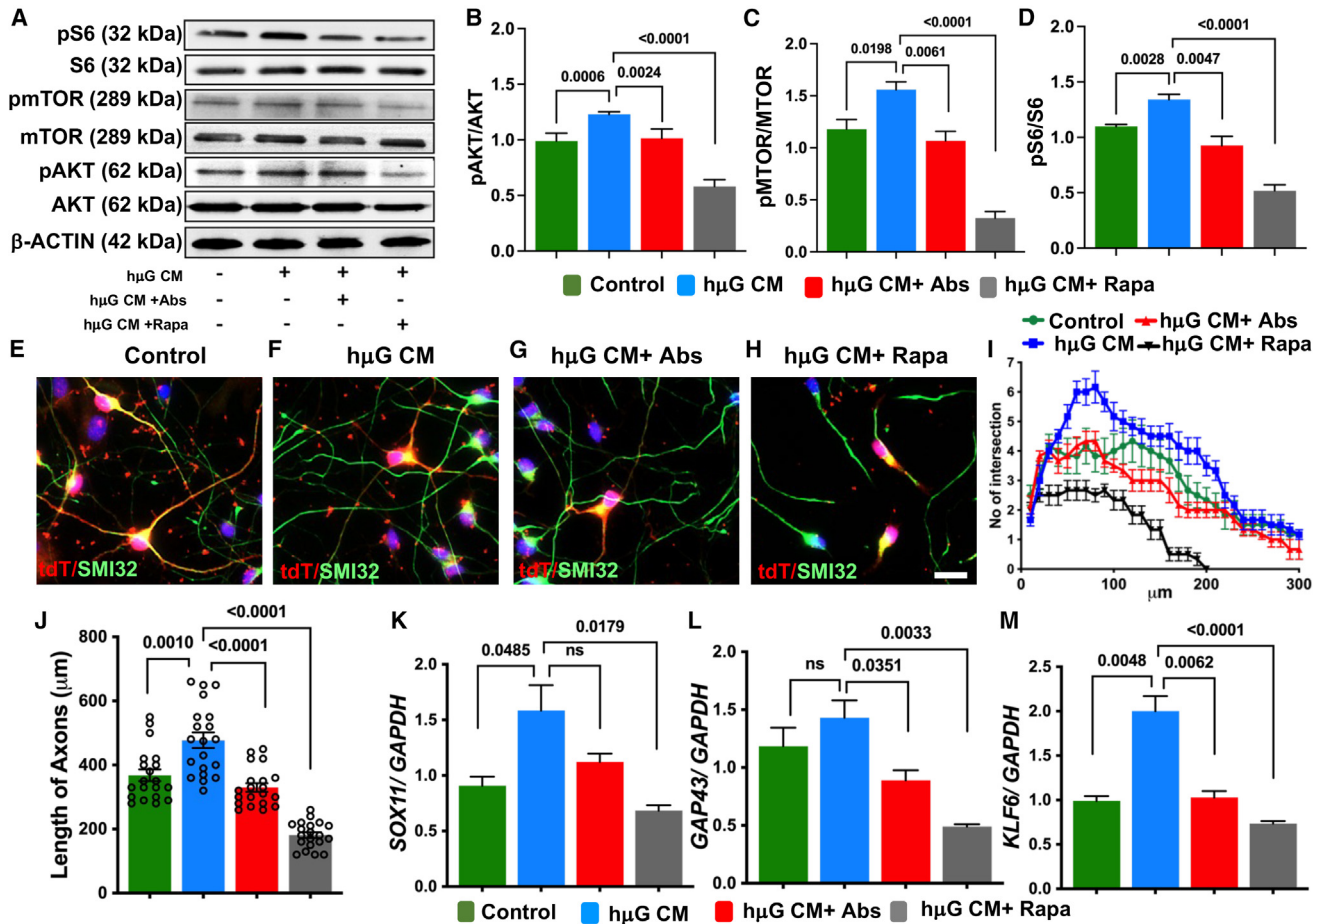 A
pS6 (32 kDa)
S6 (32 kDa)
pmTOR (289 kDa)
mTOR (289 kDa)
pAKT (62 kDa)
AKT (62 kDa)
β-ACTIN (42 kDa)
hμG CM - + + +
hμG CM +Abs - - + -
hμG CM +Rapa - - - +
B
pAKT/AKT
2.0
1.5
1.0
0.5
0.0
<0.0001
0.0006
0.0024
C
pMTOR/MTOR
2.0
1.5
1.0
0.5
0.0
<0.0001
0.0198
0.0061
D
pS6/S6
2.0
1.5
1.0
0.5
0.0
<0.0001
0.0028
0.0047
Control hμG CM hμG CM+ Abs hμG CM+ Rapa
E
Control
tdT/SMI32
F
hμG CM
tdT/SMI32
G
hμG CM+ Abs
tdT/SMI32
H
hμG CM+ Rapa
tdT/SMI32
I
Control hμG CM+ Abs
hμG CM hμG CM+ Rapa
No of intersection
7
6
5
4
3
2
1
0
0 100 200 300
μm
J
Length of Axons (μm)
800
600
400
200
0
<0.0001
0.0010
<0.0001
K
SOX11/ GAPDH
2.0
1.5
1.0
0.5
0.0
0.0179
0.0485
ns
L
GAP43/ GAPDH
2.0
1.5
1.0
0.5
0.0
0.0033
ns
0.0351
M
KLF6/ GAPDH
2.5
2.0
1.5
1.0
0.5
0.0
<0.0001
0.0048
0.0062
Control hμG CM hμG CM+ Abs hμG CM+ Rapa